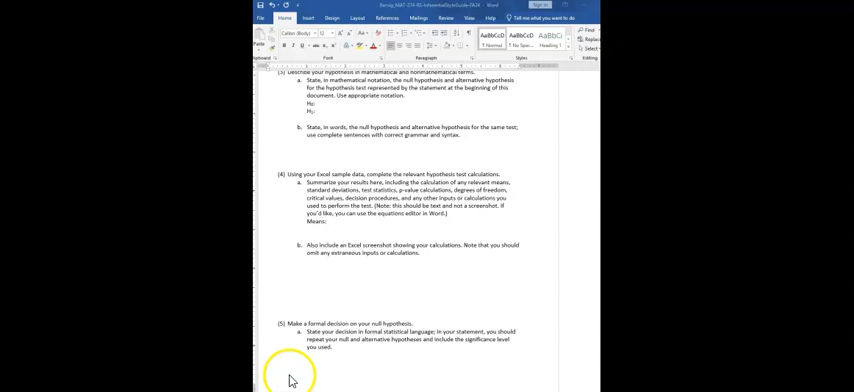 Bernig_MAT-274-RS-InferentialStyleGuide-FA24 - Word
Sign in
File
Home
Insert
Design
Layout
References
Mailings
Review
View
Help
Tell me what you want to do
Paste
Calibri (Body)
12
AaBbCcD
AaBbCcD
AaBbC
Normal
No Spac...
Heading 1
Find
Replace
Select
Clipboard
Font
Paragraph
Styles
Editing
(3) Describe your hypothesis in mathematical and nonmathematical terms.
a. State, in mathematical notation, the null hypothesis and alternative hypothesis
for the hypothesis test represented by the statement at the beginning of this
document. Use appropriate notation.
H₀:
H₁:
b. State, in words, the null hypothesis and alternative hypothesis for the same test;
use complete sentences with correct grammar and syntax.
(4) Using your Excel sample data, complete the relevant hypothesis test calculations.
a. Summarize your results here, including the calculation of any relevant means,
standard deviations, test statistics, p-value calculations, degrees of freedom,
critical values, decision procedures, and any other inputs or calculations you
used to perform the test. (Note: this should be text and not a screenshot. If
you'd like, you can use the equations editor in Word.)
Means:
b. Also include an Excel screenshot showing your calculations. Note that you should
omit any extraneous inputs or calculations.
(5) Make a formal decision on your null hypothesis.
a. State your decision in formal statistical language; in your statement, you should
repeat your null and alternative hypotheses and include the significance level
you used.